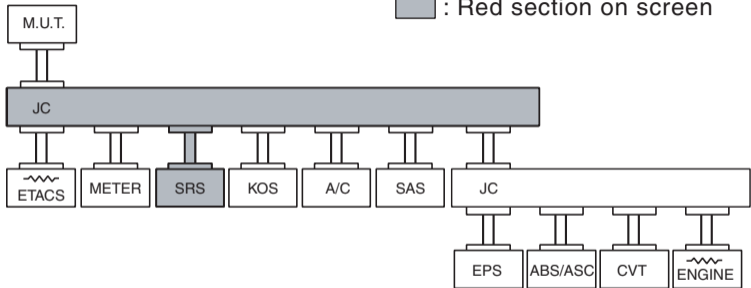 : Red section on screen
M.U.T.
JC
ETACS
METER
SRS
KOS
A/C
SAS
JC
EPS
ABS/ASC
CVT
ENGINE